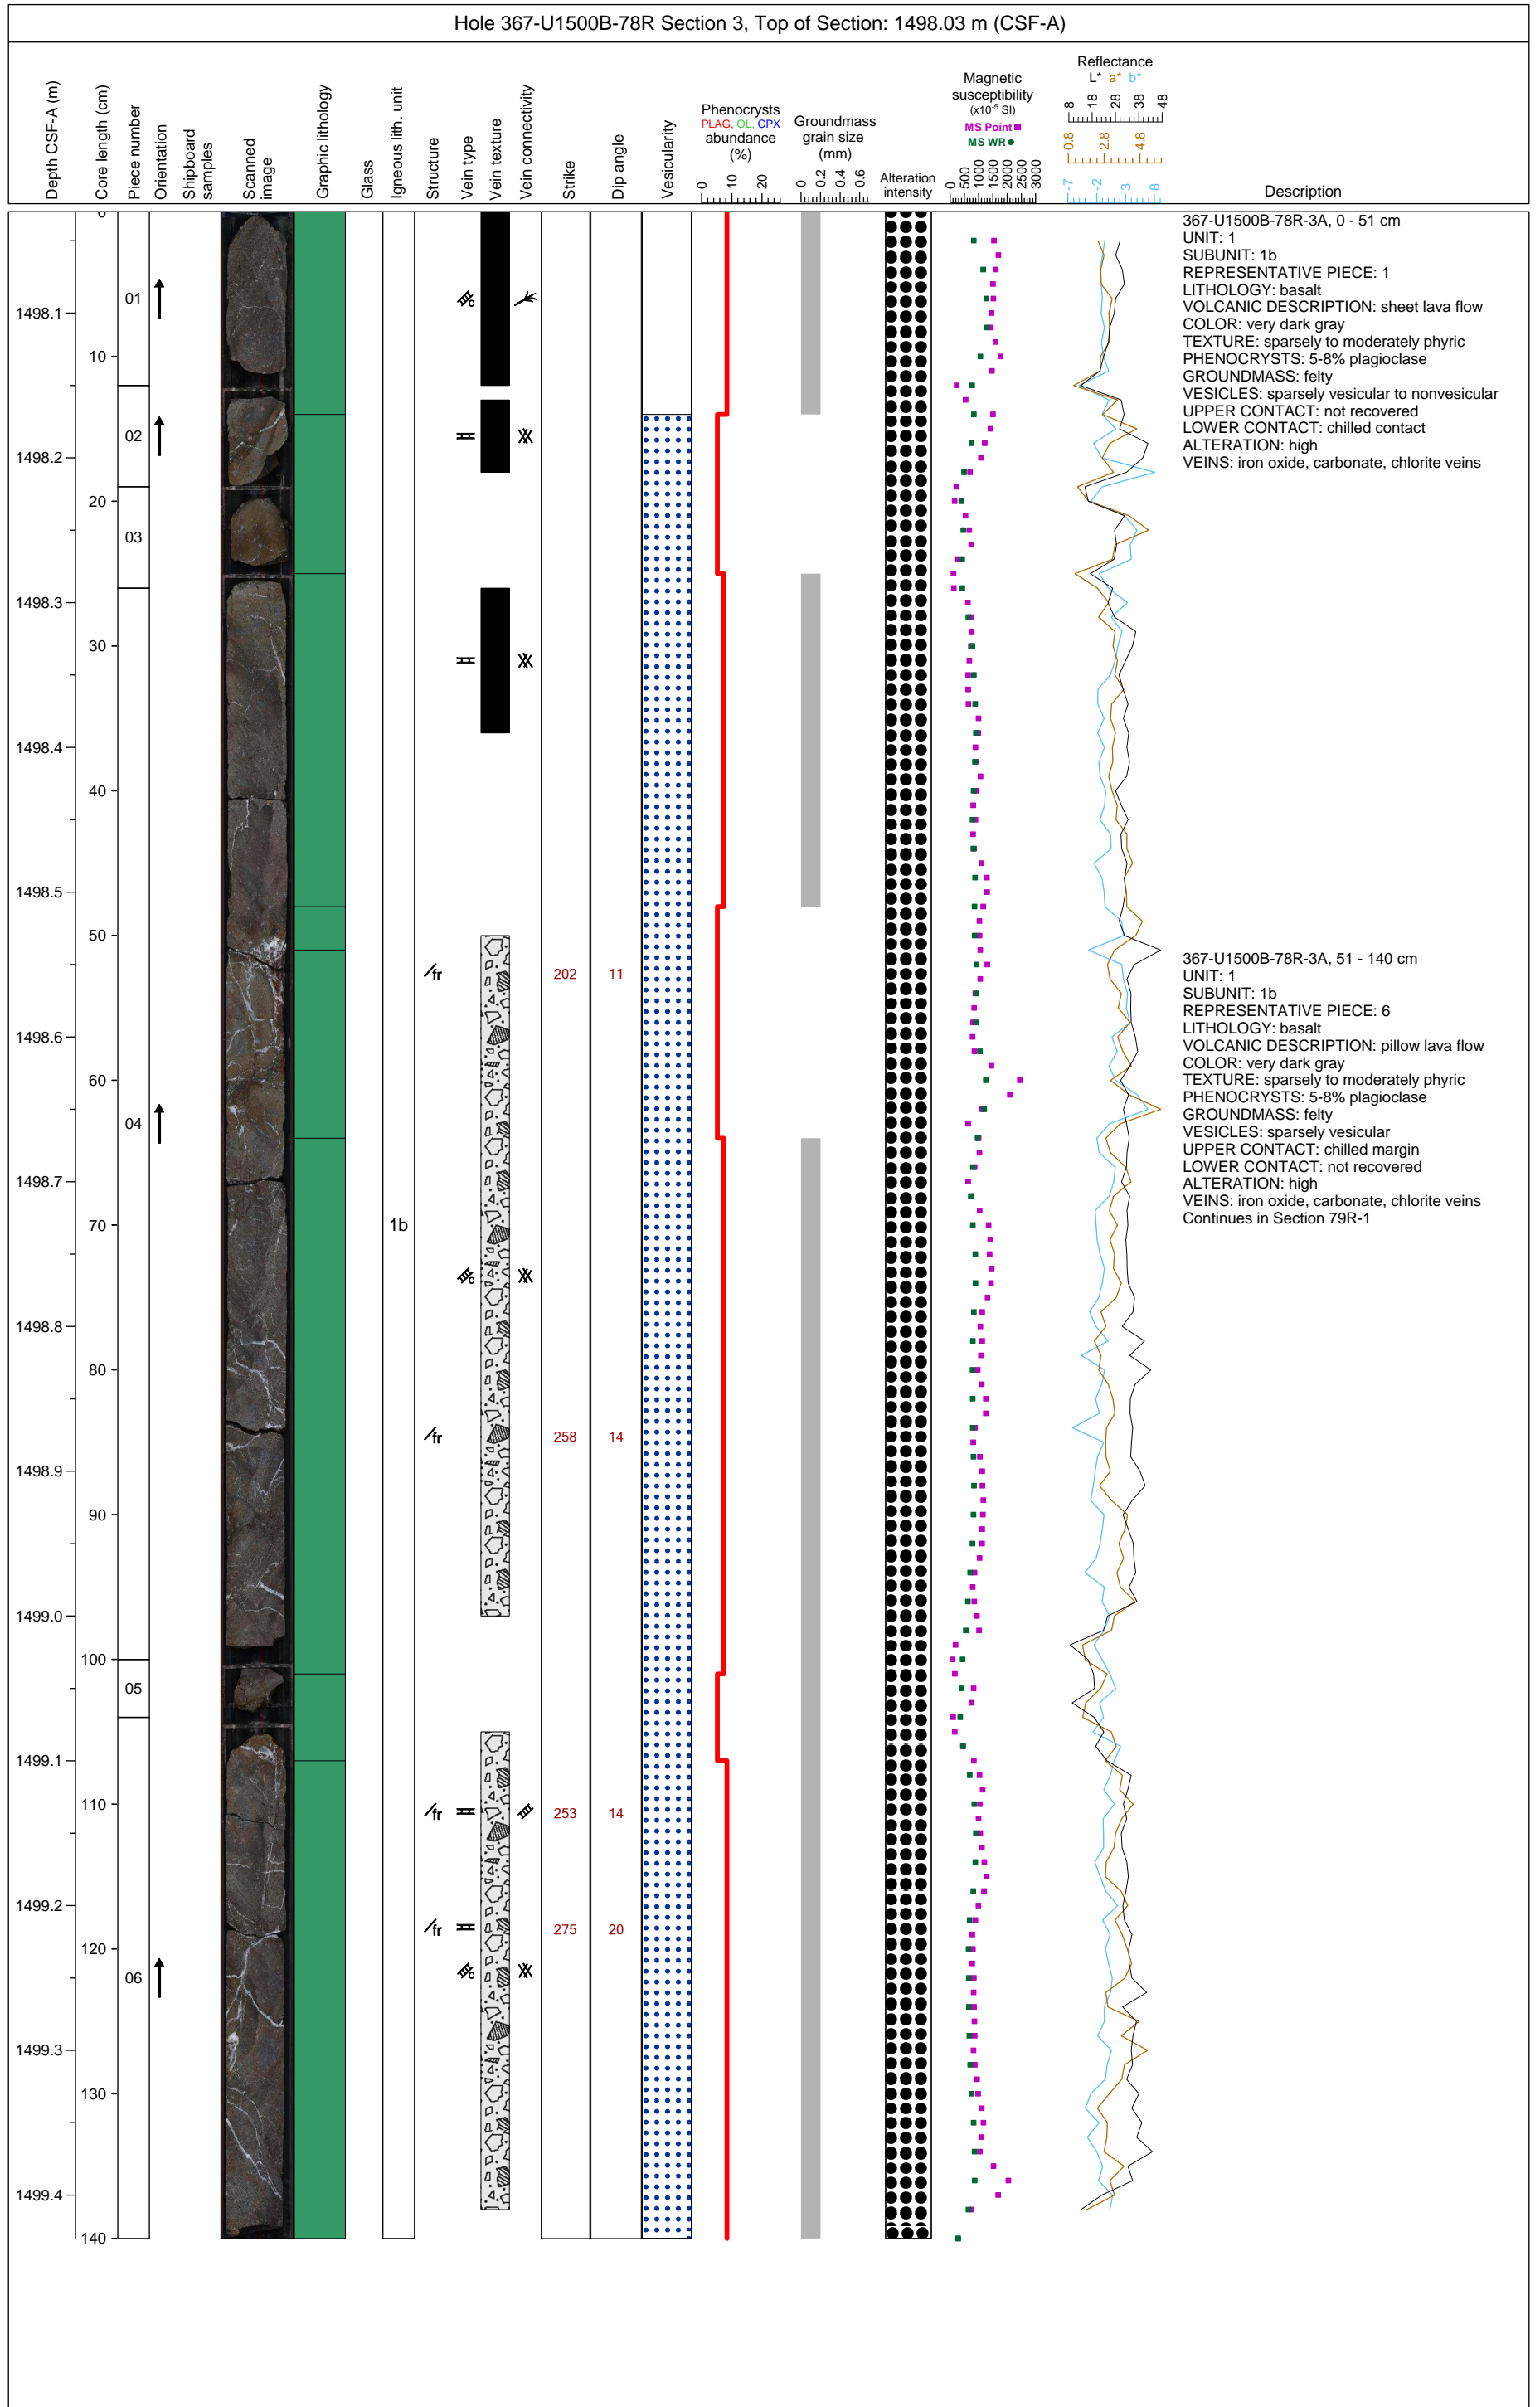 Hole 367-U1500B-78R Section 3, Top of Section: 1498.03 m (CSF-A)
Depth CSF-A (m)
Core length (cm)
Piece number
Orientation
Shipboard
samples
Scanned
image
Graphic lithology
Glass
Igneous lith. unit
Structure
Vein type
Vein texture
Vein connectivity
Strike
Dip angle
Vesicularity
Phenocrysts
PLAG, OL, CPX
abundance
(%)
0 10 20
Groundmass
grain size
(mm)
0 0.2 0.4 0.6
Alteration
intensity
Magnetic
susceptibility
(x10-5 SI)
MS Point
MS WR
0 500 1000 1500 2000 2500 3000
Reflectance
L* a* b*
8 18 28 38 48
0.8 2.8 4.8
-7 -2 3 8
Description
1498.1
1498.2
1498.3
1498.4
1498.5
1498.6
1498.7
1498.8
1498.9
1499.0
1499.1
1499.2
1499.3
1499.4
0
10
20
30
40
50
60
70
80
90
100
110
120
130
140
01
02
03
04
05
06
1b
c
c
c
fr
fr
fr
fr
202 11
258 14
253 14
275 20
367-U1500B-78R-3A, 0 - 51 cm
UNIT: 1
SUBUNIT: 1b
REPRESENTATIVE PIECE: 1
LITHOLOGY: basalt
VOLCANIC DESCRIPTION: sheet lava flow
COLOR: very dark gray
TEXTURE: sparsely to moderately phyric
PHENOCRYSTS: 5-8% plagioclase
GROUNDMASS: felty
VESICLES: sparsely vesicular to nonvesicular
UPPER CONTACT: not recovered
LOWER CONTACT: chilled contact
ALTERATION: high
VEINS: iron oxide, carbonate, chlorite veins
367-U1500B-78R-3A, 51 - 140 cm
UNIT: 1
SUBUNIT: 1b
REPRESENTATIVE PIECE: 6
LITHOLOGY: basalt
VOLCANIC DESCRIPTION: pillow lava flow
COLOR: very dark gray
TEXTURE: sparsely to moderately phyric
PHENOCRYSTS: 5-8% plagioclase
GROUNDMASS: felty
VESICLES: sparsely vesicular
UPPER CONTACT: chilled margin
LOWER CONTACT: not recovered
ALTERATION: high
VEINS: iron oxide, carbonate, chlorite veins
Continues in Section 79R-1